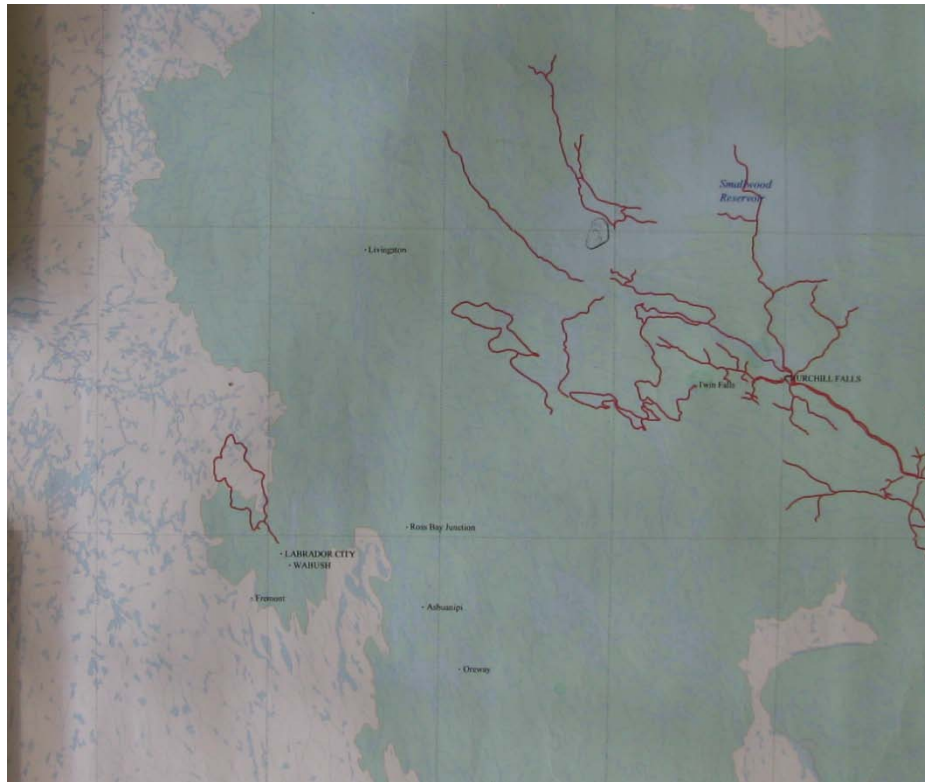 Smallwood
Reservoir
Livingston
CHURCHILL FALLS
Twin Falls
Ross Bay Junction
LABRADOR CITY
WABUSH
Fermont
Ashuanipi
Oreway